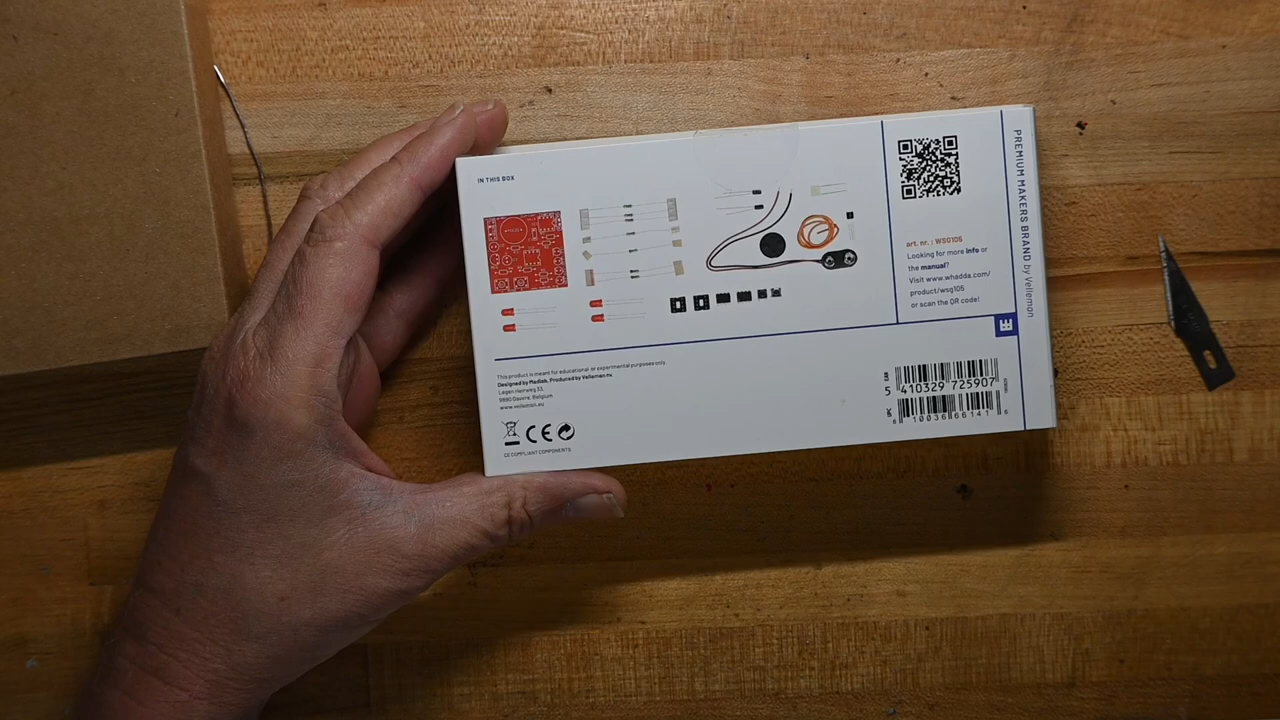 IN THIS BOX
art. nr. : WSG105
Looking for more info or
the manual?
Visit www.whadda.com/
product/wsg105
or scan the QR code!
PREMIUM MAKERS BRAND by Velleman
This product is meant for educational or experimental purposes only.
Designed by Madlab, Produced by Velleman nv.
Legen Heirweg 33,
9890 Gavere, Belgium
www.velleman.eu
CE
CE COMPLIANT COMPONENTS
EAN
5 410329 725907
UPC